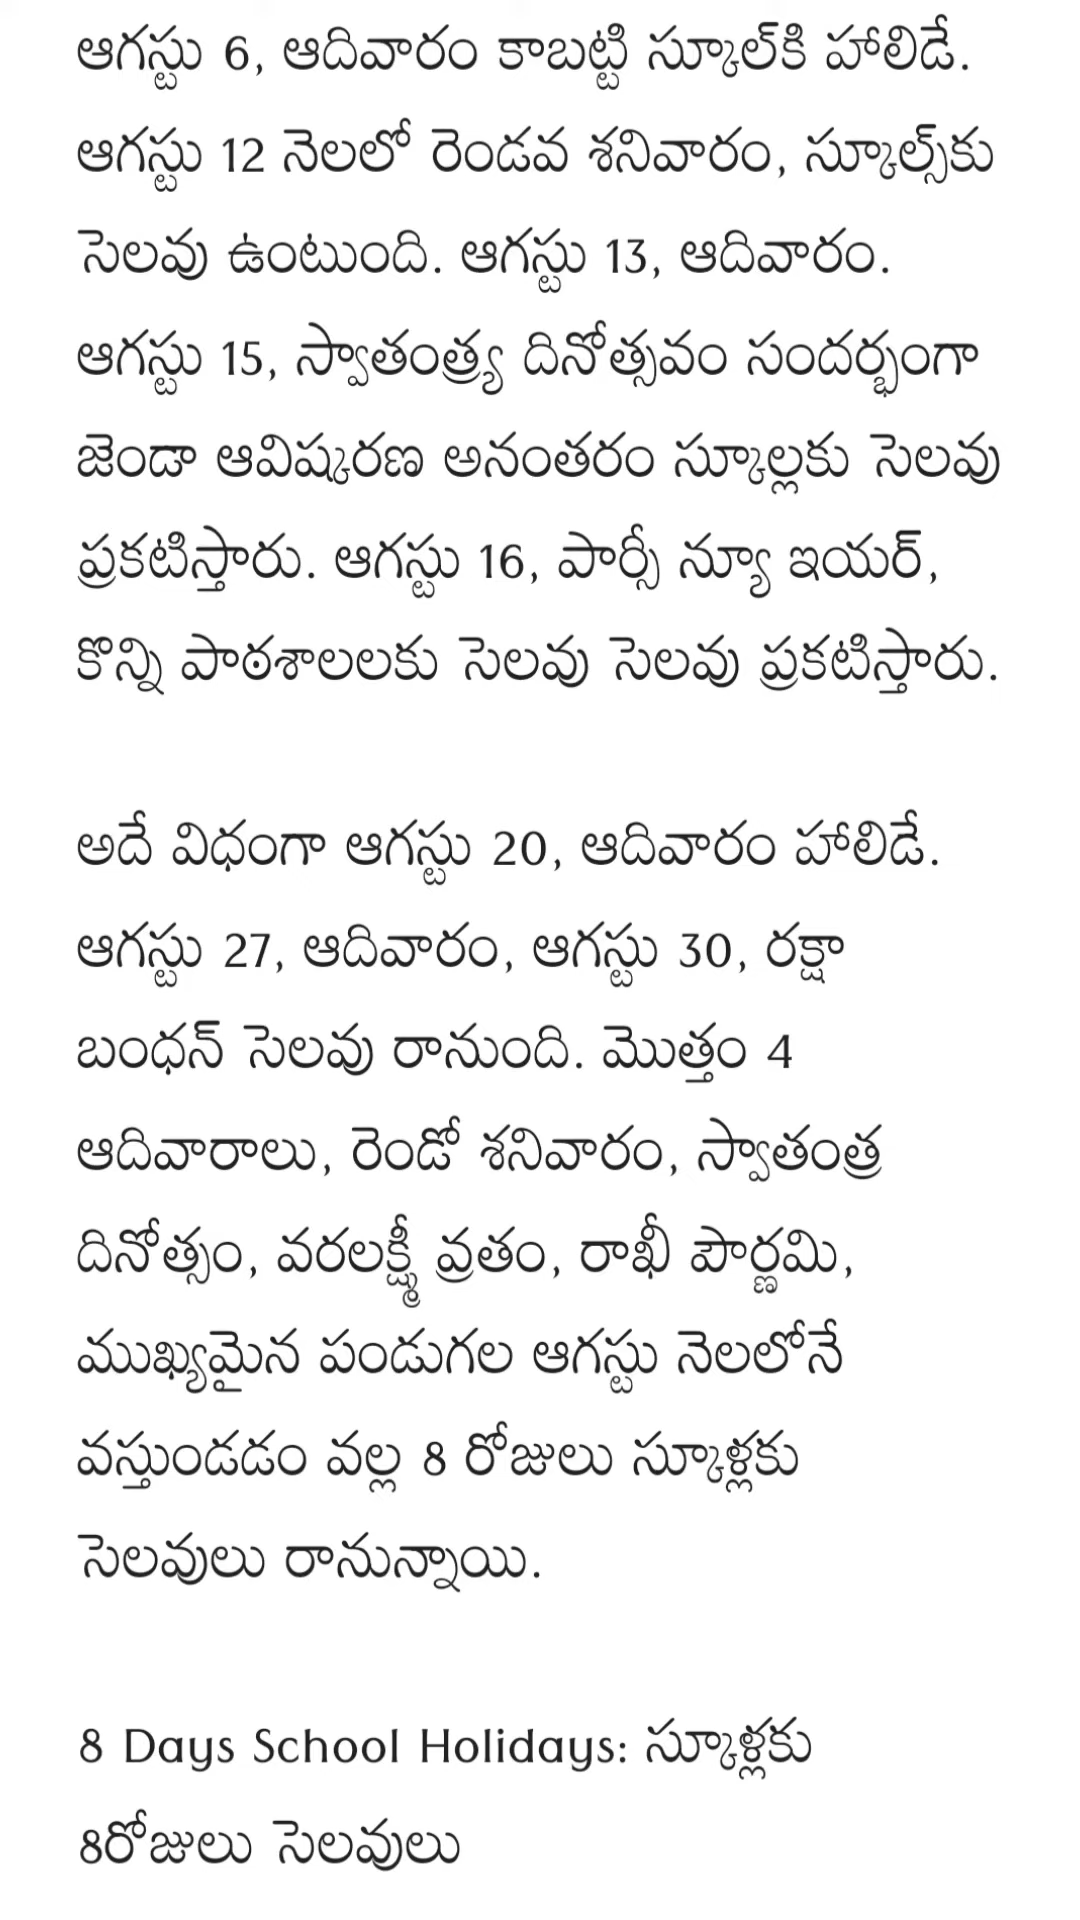 ఆగస్టు 6, ఆదివారం కాబట్టి స్కూల్‌కి హాలిడే.
ఆగస్టు 12 నెలలో రెండవ శనివారం, స్కూల్స్‌కు
సెలవు ఉంటుంది. ఆగస్టు 13, ఆదివారం.
ఆగస్టు 15, స్వాతంత్ర్య దినోత్సవం సందర్భంగా
జెండా ఆవిష్కరణ అనంతరం స్కూల్లకు సెలవు
ప్రకటిస్తారు. ఆగస్టు 16, పార్సీ న్యూ ఇయర్,
కొన్ని పాఠశాలలకు సెలవు సెలవు ప్రకటిస్తారు.
అదే విధంగా ఆగస్టు 20, ఆదివారం హాలిడే.
ఆగస్టు 27, ఆదివారం, ఆగస్టు 30, రక్షా
బంధన్ సెలవు రానుంది. మొత్తం 4
ఆదివారాలు, రెండో శనివారం, స్వాతంత్ర
దినోత్సం, వరలక్ష్మీ వ్రతం, రాఖీ పౌర్ణమి,
ముఖ్యమైన పండుగల ఆగస్టు నెలలోనే
వస్తుండడం వల్ల 8 రోజులు స్కూళ్లకు
సెలవులు రానున్నాయి.
8 Days School Holidays: స్కూళ్లకు
8రోజులు సెలవులు